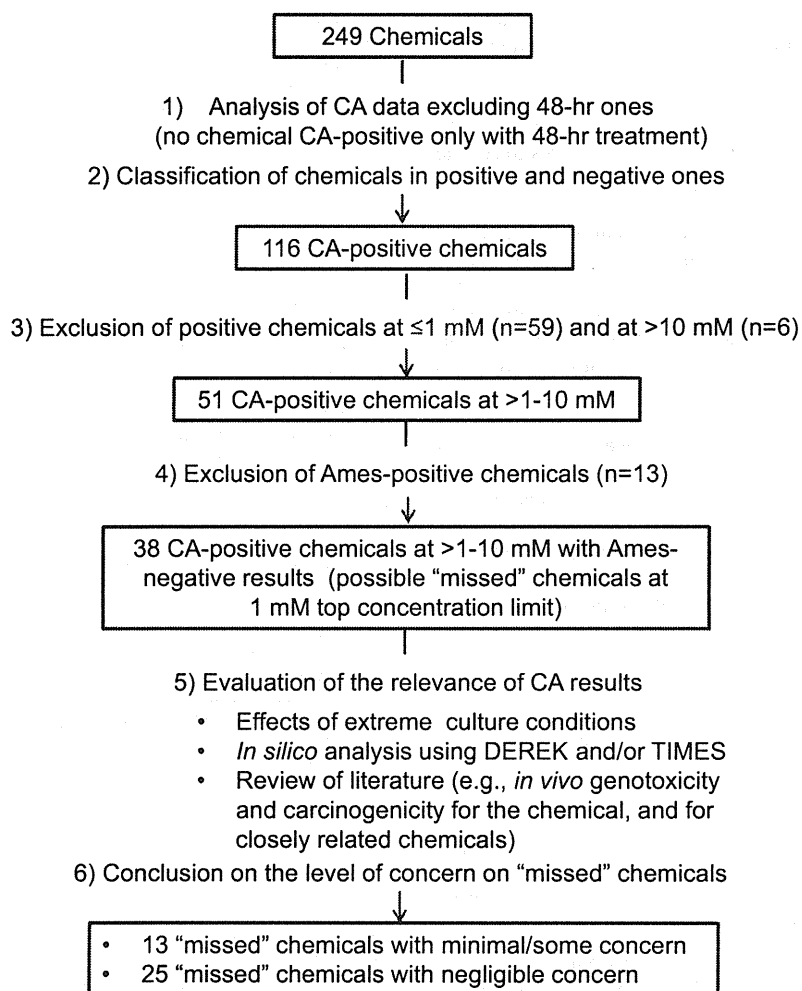 249 Chemicals
1) Analysis of CA data excluding 48-hr ones
(no chemical CA-positive only with 48-hr treatment)
2) Classification of chemicals in positive and negative ones
116 CA-positive chemicals
3) Exclusion of positive chemicals at ≤1 mM (n=59) and at >10 mM (n=6)
51 CA-positive chemicals at >1-10 mM
4) Exclusion of Ames-positive chemicals (n=13)
38 CA-positive chemicals at >1-10 mM with Ames-
negative results (possible “missed” chemicals at
1 mM top concentration limit)
5) Evaluation of the relevance of CA results
• Effects of extreme culture conditions
• In silico analysis using DEREK and/or TIMES
• Review of literature (e.g., in vivo genotoxicity
and carcinogenicity for the chemical, and for
closely related chemicals)
6) Conclusion on the level of concern on “missed” chemicals
• 13 “missed” chemicals with minimal/some concern
• 25 “missed” chemicals with negligible concern